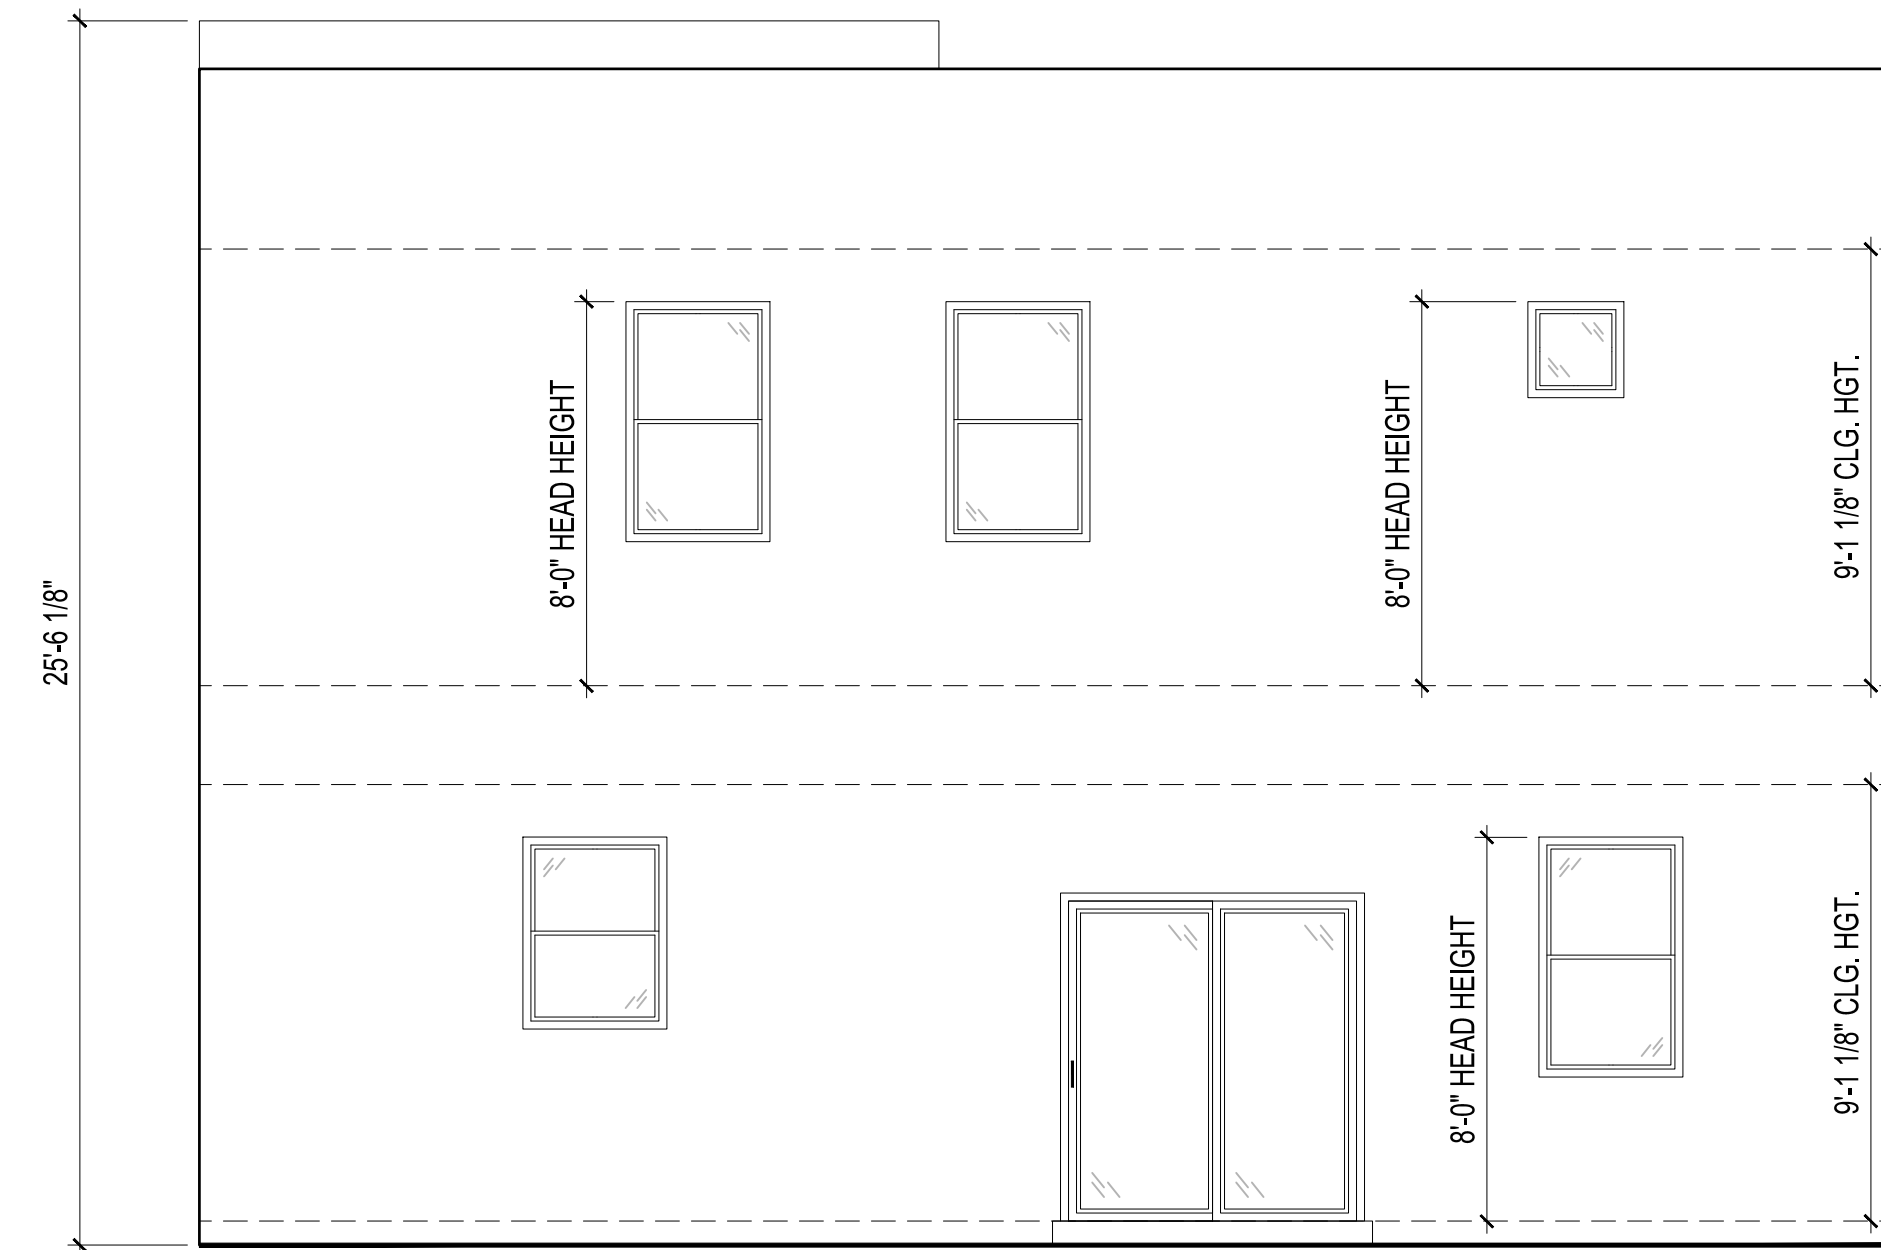 25'-6 1/8"
8'-0" HEAD HEIGHT
8'-0" HEAD HEIGHT
9'-1 1/8" CLG. HGT.
8'-0" HEAD HEIGHT
9'-1 1/8" CLG. HGT.